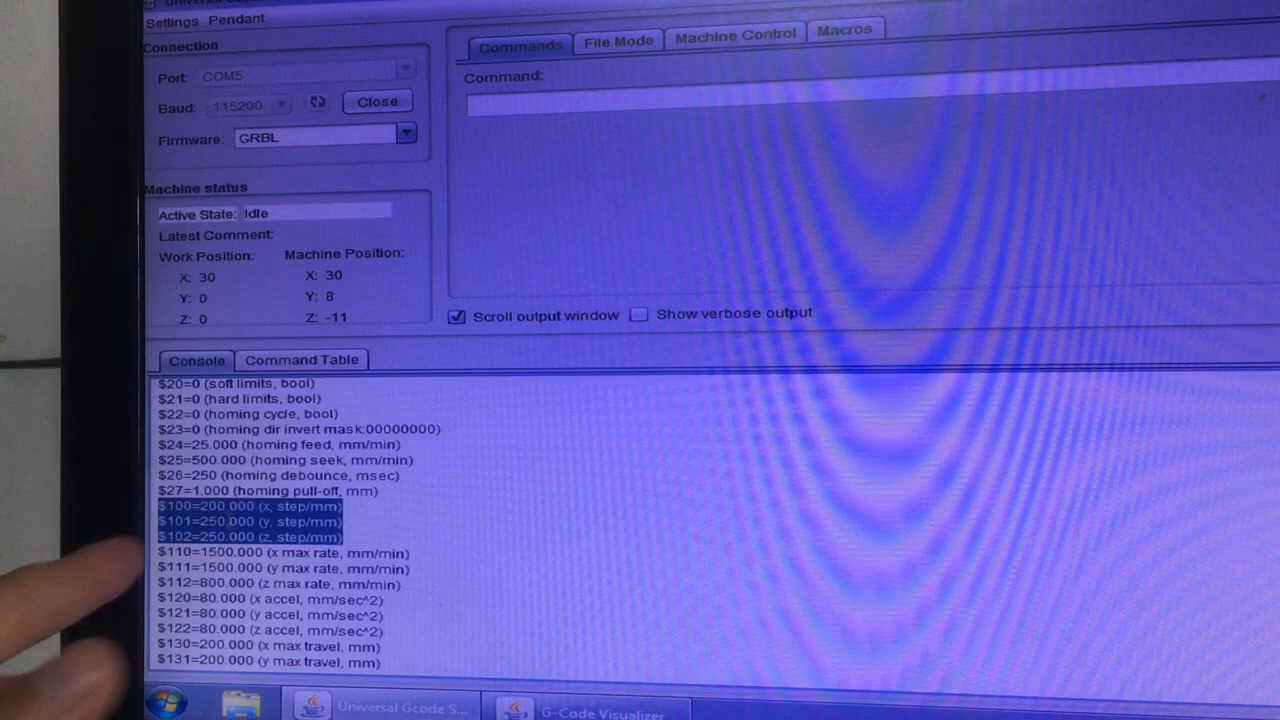 Settings Pendant
Connection
Port: COM5
Baud: 115200 Close
Firmware: GRBL
Machine status
Active State: Idle
Latest Comment:
Work Position: Machine Position:
X: 30 X: 30
Y: 0 Y: 8
Z: 0 Z: -11
Commands File Mode Machine Control Macros
Command:
Scroll output window Show verbose output
Console Command Table
$20=0 (soft limits, bool)
$21=0 (hard limits, bool)
$22=0 (homing cycle, bool)
$23=0 (homing dir invert mask:00000000)
$24=25.000 (homing feed, mm/min)
$25=500.000 (homing seek, mm/min)
$26=250 (homing debounce, msec)
$27=1.000 (homing pull-off, mm)
$100=200.000 (x, step/mm)
$101=250.000 (y, step/mm)
$102=250.000 (z, step/mm)
$110=1500.000 (x max rate, mm/min)
$111=1500.000 (y max rate, mm/min)
$112=800.000 (z max rate, mm/min)
$120=80.000 (x accel, mm/sec^2)
$121=80.000 (y accel, mm/sec^2)
$122=80.000 (z accel, mm/sec^2)
$130=200.000 (x max travel, mm)
$131=200.000 (y max travel, mm)
Universal Gcode S... G-Code Visualizer